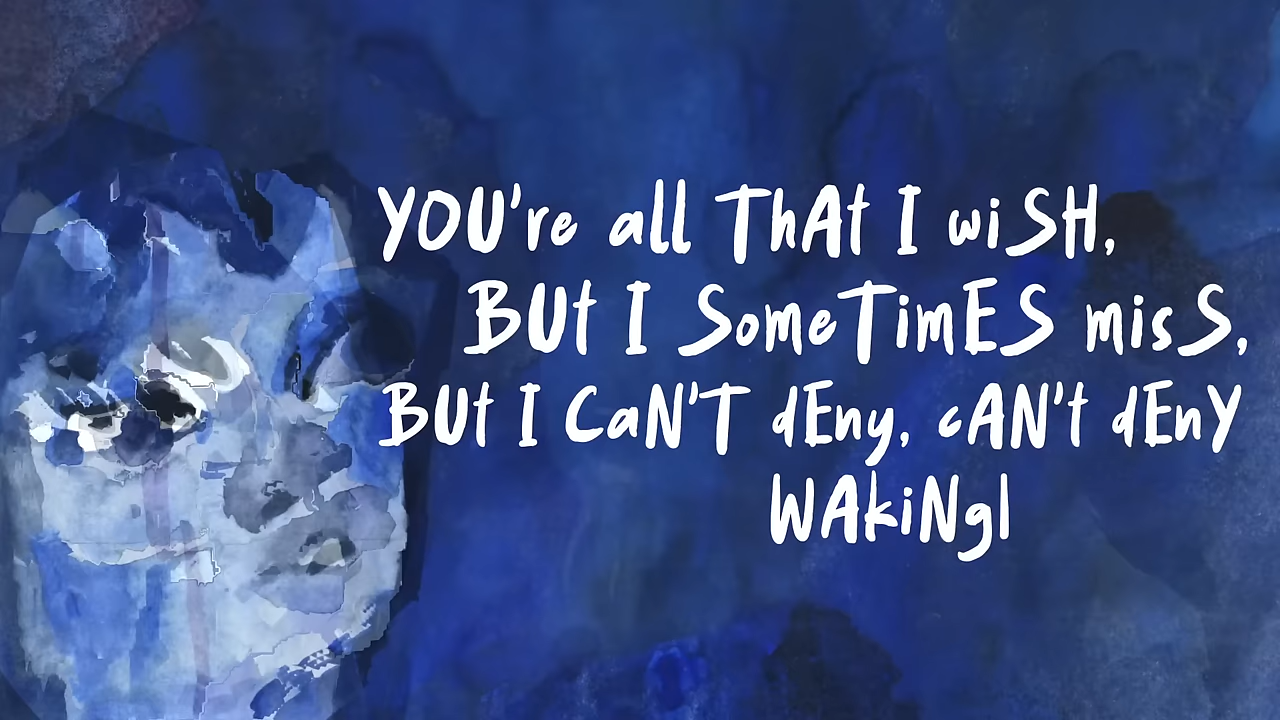 YOU're all ThAt I wiSH,
BUt I SomeTimES misS,
BUt I CaN'T dEny, cAN't dEnY
WAkiNgl